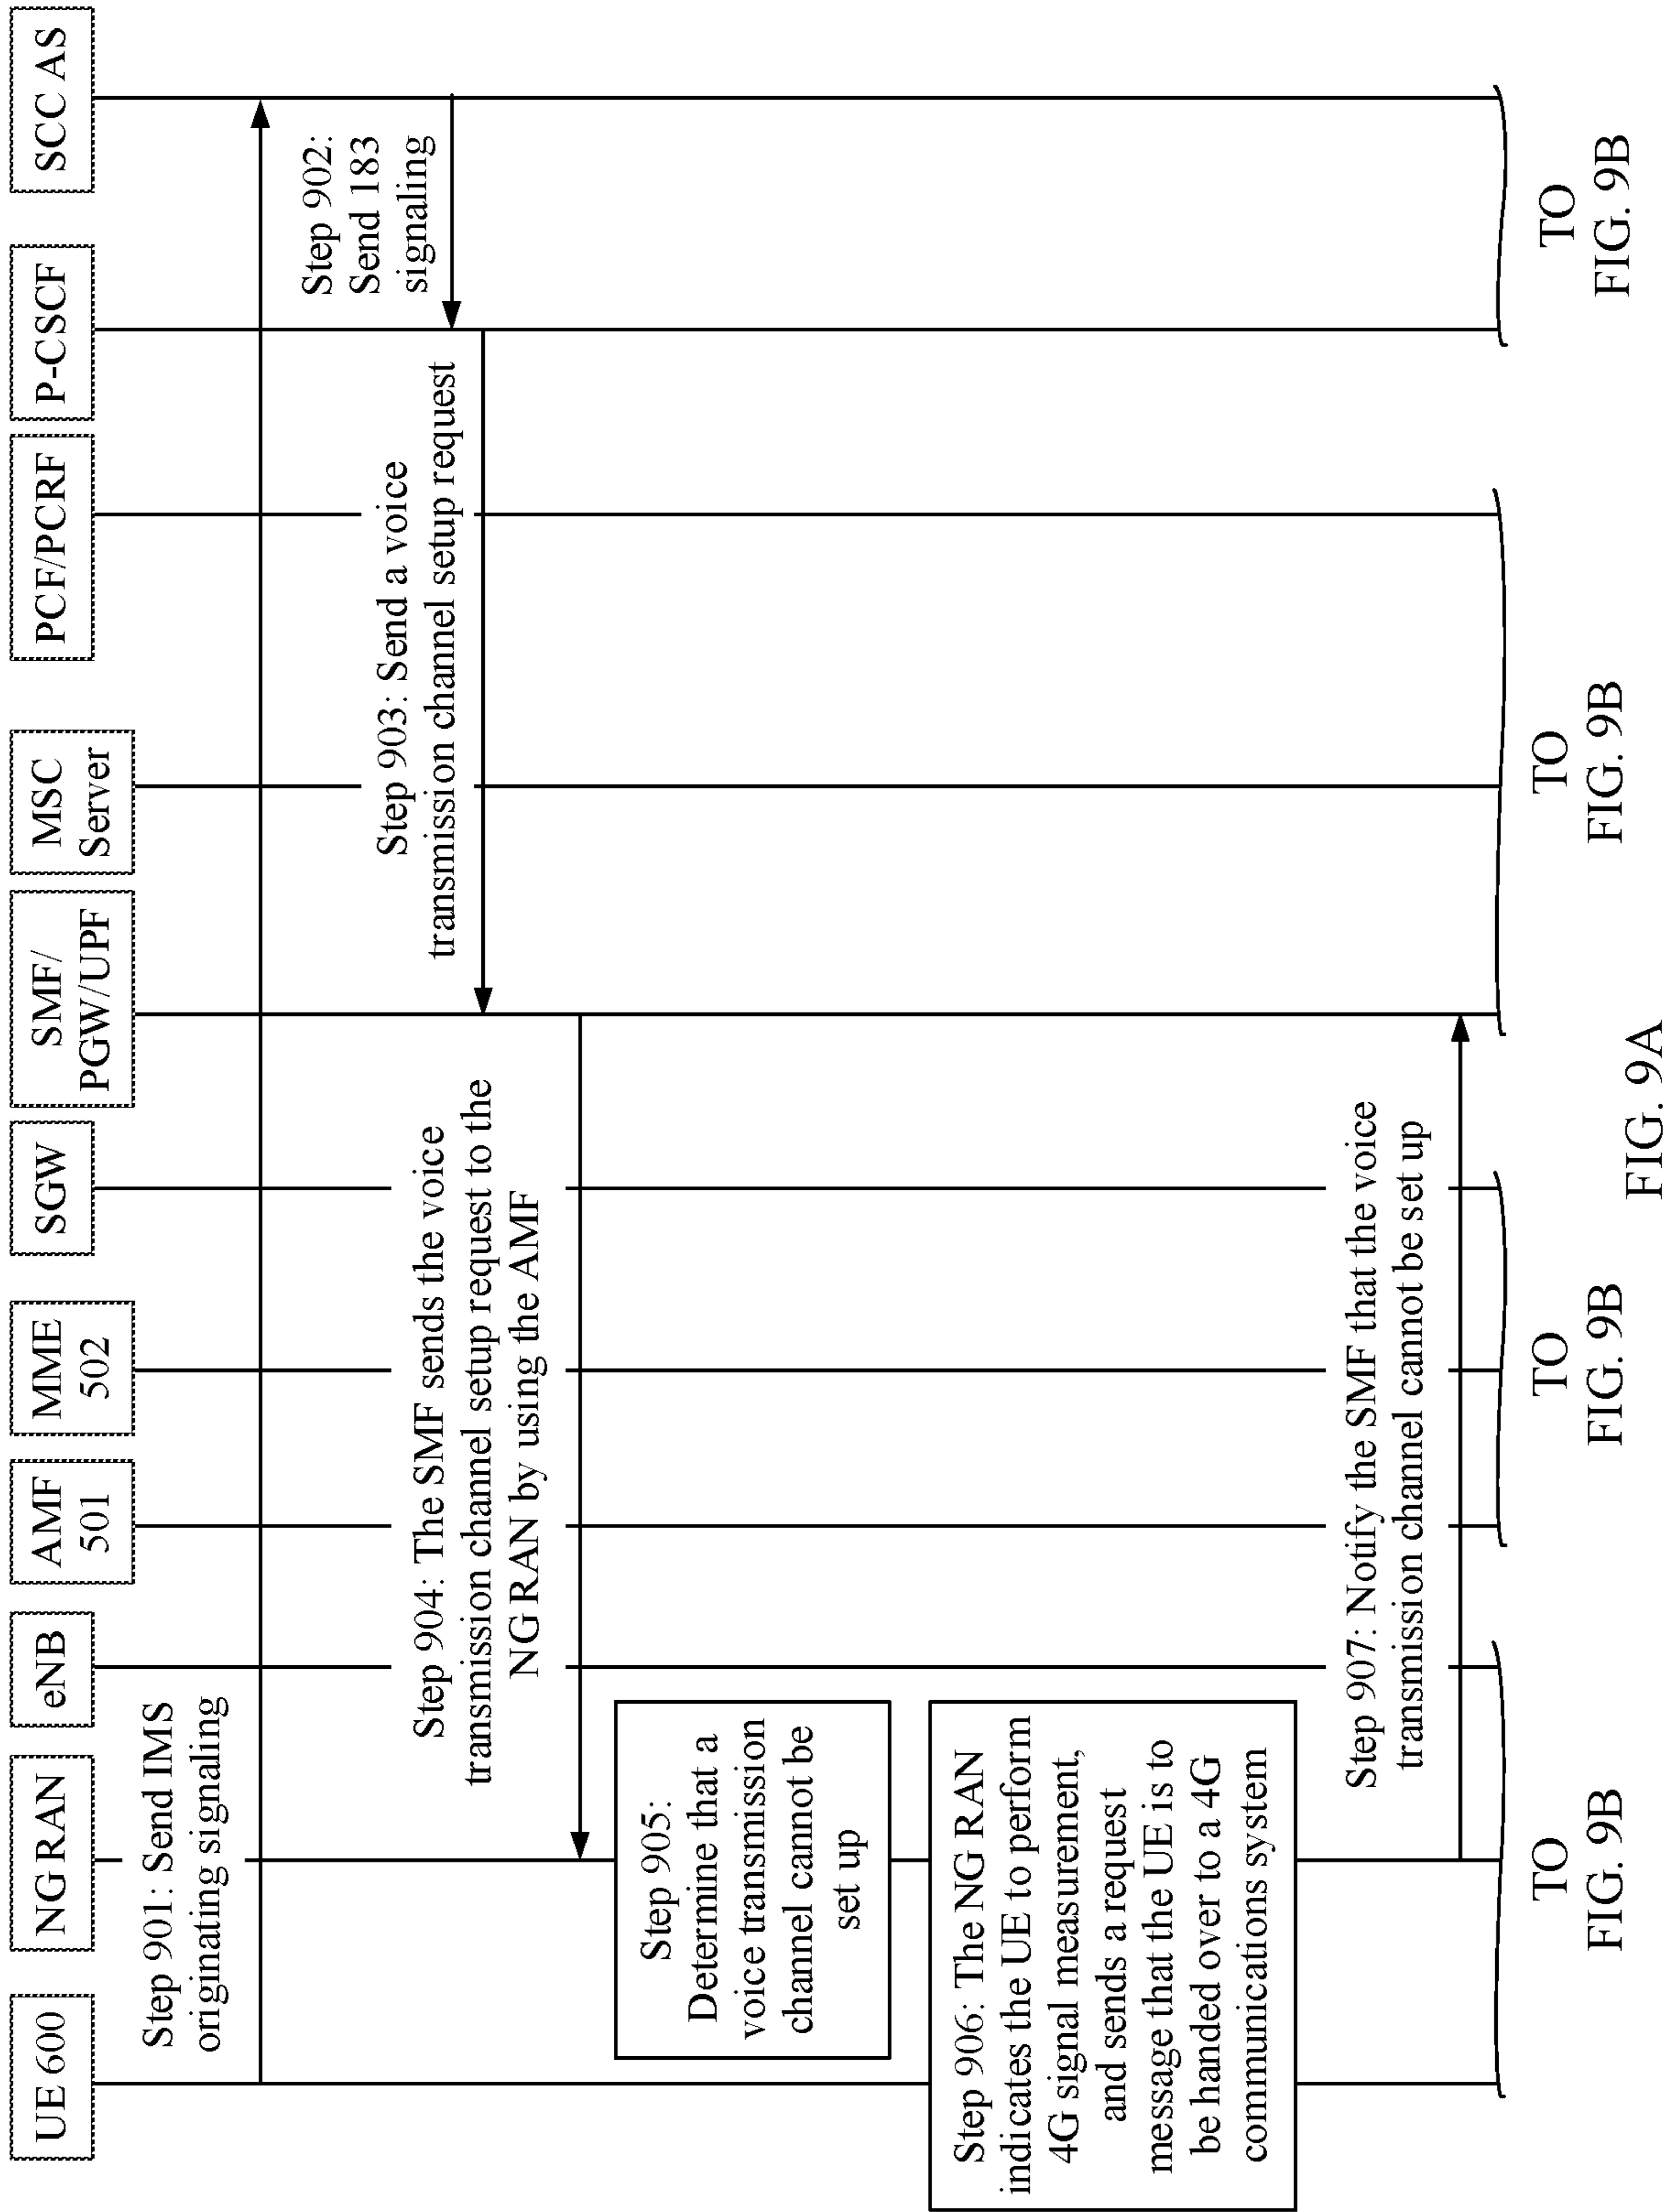 UE 600
NG RAN
eNB
AMF
501
MME
502
SGW
SMF/
PGW/UPF
MSC
Server
PCF/PCRF
P-CSCF
SCC AS
Step 901: Send IMS
originating signaling
Step 902:
Send 183
signaling
Step 903: Send a voice
transmission channel setup request
Step 904: The SMF sends the voice
transmission channel setup request to the
NG RAN by using the AMF
Step 905:
Determine that a
voice transmission
channel cannot be
set up
Step 906: The NG RAN
indicates the UE to perform
4G signal measurement,
and sends a request
message that the UE is to
be handed over to a 4G
communications system
Step 907: Notify the SMF that the voice
transmission channel cannot be set up
TO
FIG. 9B
TO
FIG. 9B
TO
FIG. 9B
TO
FIG. 9B
FIG. 9A